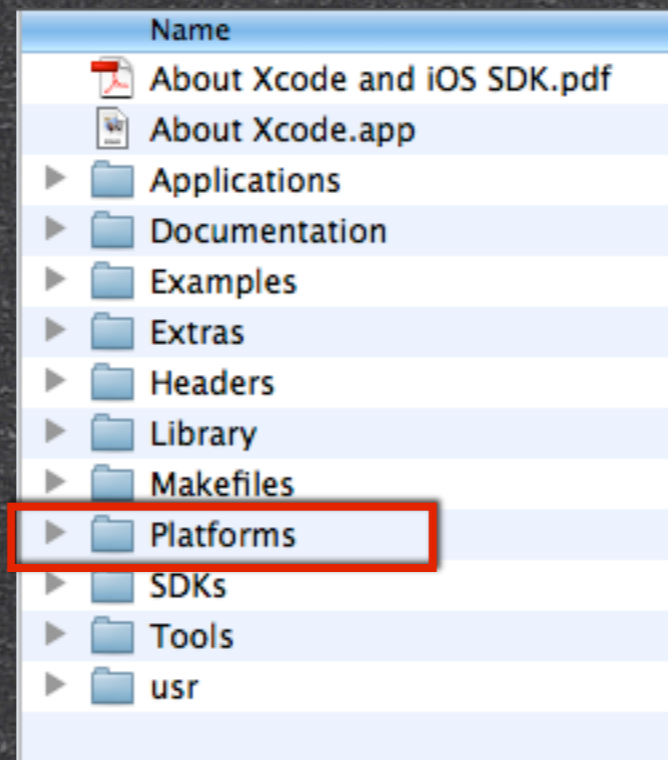 Name
About Xcode and iOS SDK.pdf
About Xcode.app
Applications
Documentation
Examples
Extras
Headers
Library
Makefiles
Platforms
SDKs
Tools
usr